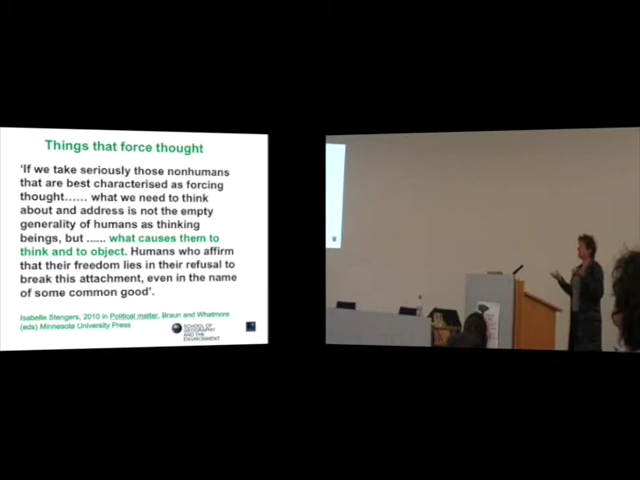 Things that force thought
‘If we take seriously those nonhumans
that are best characterised as forcing
thought…… what we need to think
about and address is not the empty
generality of humans as thinking
beings, but ...... what causes them to
think and to object. Humans who affirm
that their freedom lies in their refusal to
break this attachment, even in the name
of some common good’.
Isabelle Stengers, 2010 in Political matter, Braun and Whatmore
(eds) Minnesota University Press
SCHOOL OF
GEOGRAPHY
AND THE
ENVIRONMENT